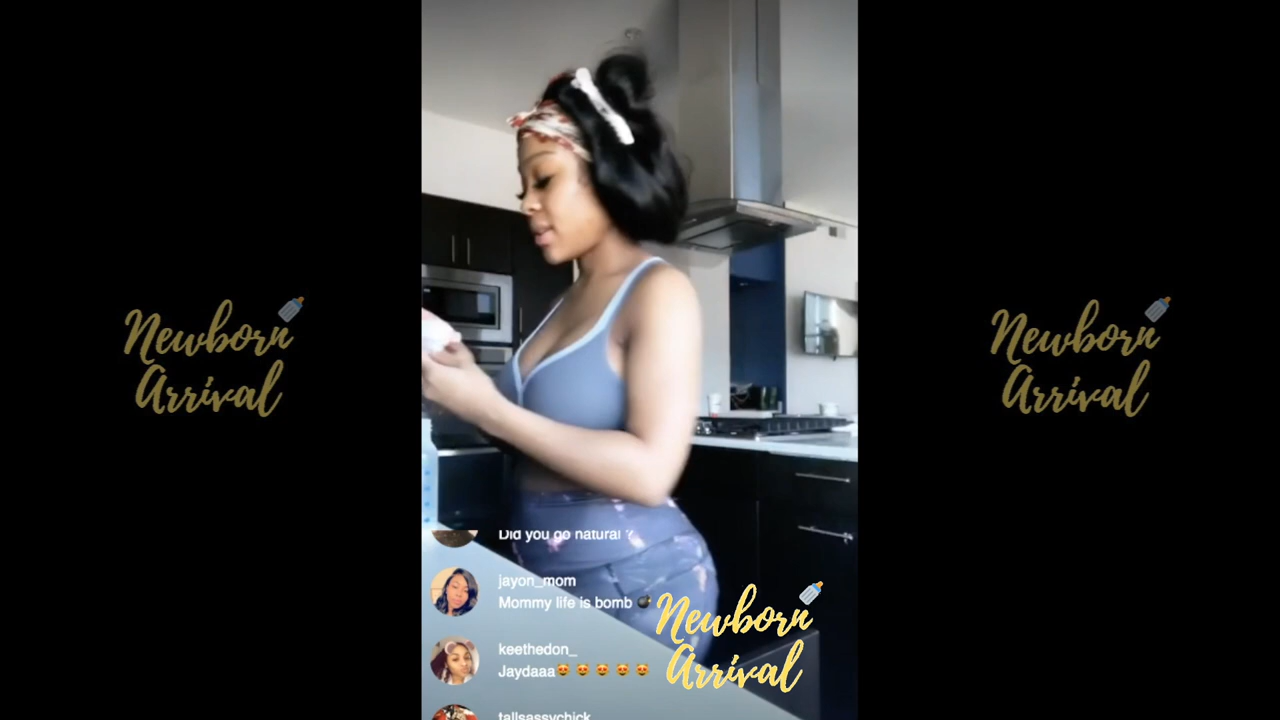 Newborn
Arrival
Did you go natural ?
jayon_mom
Mommy life is bomb 💣
keethedon_
Jaydaaa😍 😍 😍 😍 😍
tallsassychick
Newborn
Arrival
Newborn
Arrival